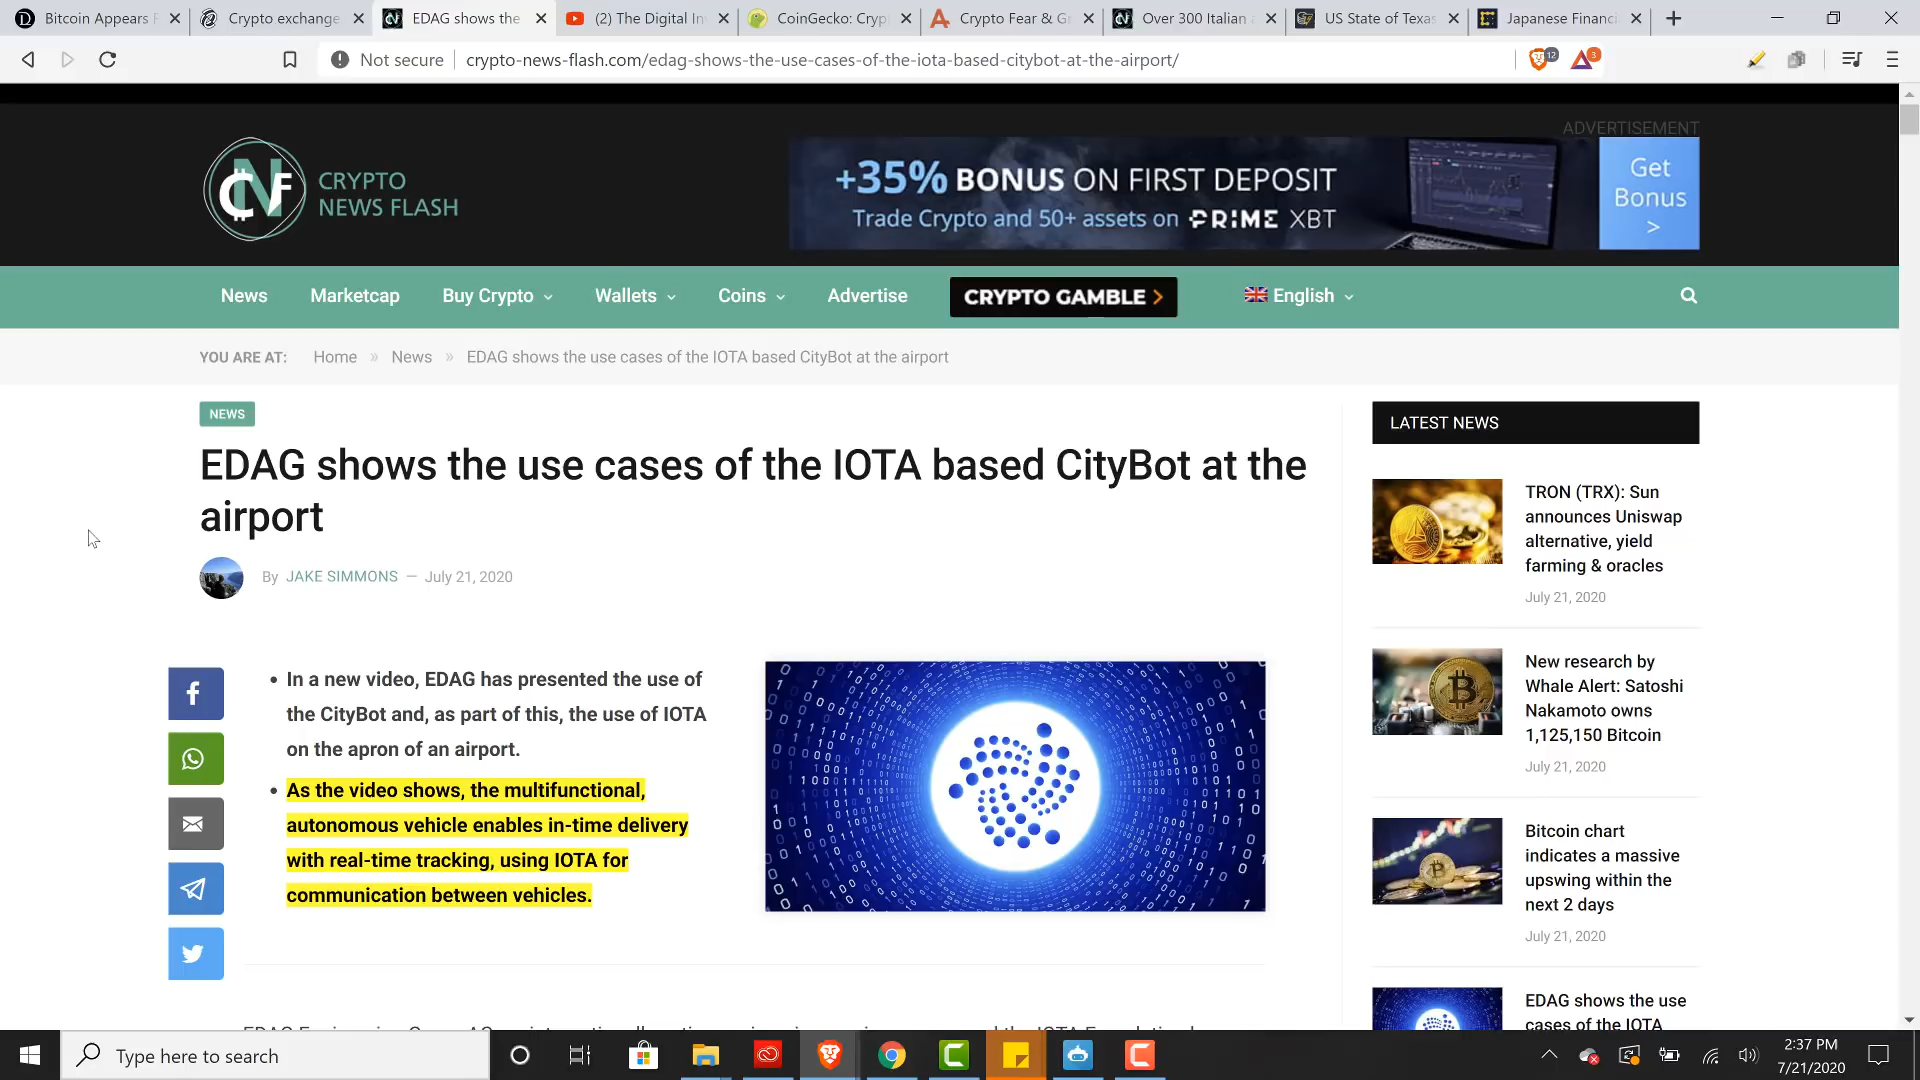 Bitcoin Appears
Crypto exchange
EDAG shows the
(2) The Digital In
CoinGecko: Cryp
Crypto Fear & G
Over 300 Italian
US State of Texas
Japanese Financi
Not secure
crypto-news-flash.com/edag-shows-the-use-cases-of-the-iota-based-citybot-at-the-airport/
12
3
ADVERTISEMENT
CRYPTO
NEWS FLASH
+35% BONUS ON FIRST DEPOSIT
Trade Crypto and 50+ assets on PRIME XBT
Get
Bonus
>
News
Marketcap
Buy Crypto
Wallets
Coins
Advertise
CRYPTO GAMBLE >
English
YOU ARE AT: Home » News » EDAG shows the use cases of the IOTA based CityBot at the airport
NEWS
EDAG shows the use cases of the IOTA based CityBot at the
airport
By JAKE SIMMONS — July 21, 2020
• In a new video, EDAG has presented the use of
the CityBot and, as part of this, the use of IOTA
on the apron of an airport.
• As the video shows, the multifunctional,
autonomous vehicle enables in-time delivery
with real-time tracking, using IOTA for
communication between vehicles.
LATEST NEWS
TRON (TRX): Sun
announces Uniswap
alternative, yield
farming & oracles
July 21, 2020
New research by
Whale Alert: Satoshi
Nakamoto owns
1,125,150 Bitcoin
July 21, 2020
Bitcoin chart
indicates a massive
upswing within the
next 2 days
July 21, 2020
EDAG shows the use
cases of the IOTA
Type here to search
2:37 PM
7/21/2020